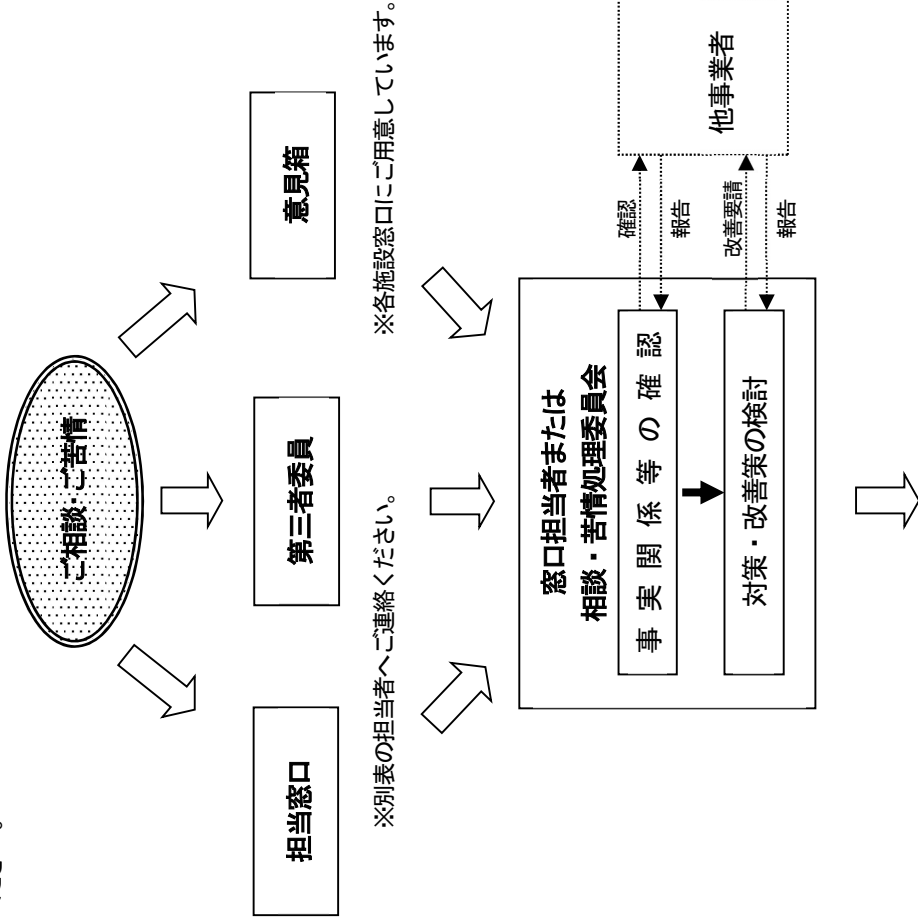 ご相談・ご苦情
担当窓口
第三者委員
意見箱
※別表の担当者へご連絡ください。
※各施設窓口にご用意しています。
窓口担当者または
相談・苦情処理委員会
事実関係等の確認
対策・改善策の検討
確認
報告
改善要請
報告
他事業者